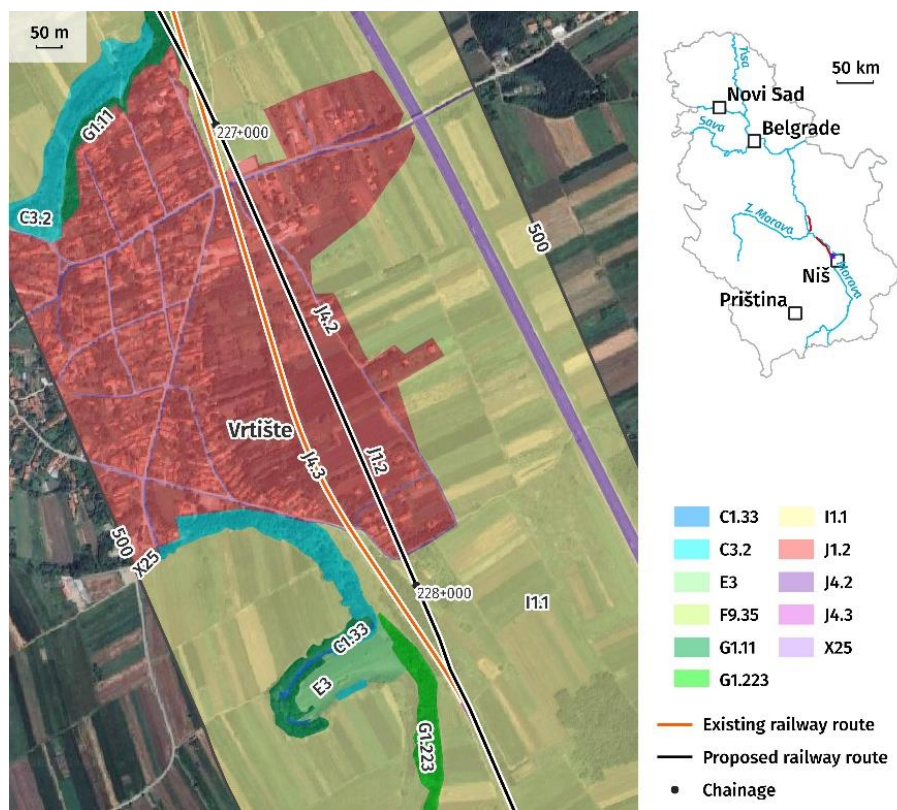 50 m
G1.11
227+000
C3.2
500
J4.2
Vrtište
J4.3
J1.2
500
X25
228+000
I1.1
C1.33
E3
G1.223
50 km
Tisa
Novi Sad
Sava
Belgrade
Z. Morava
Niš
Morava
Priština
C1.33
C3.2
E3
F9.35
G1.11
G1.223
I1.1
J1.2
J4.2
J4.3
X25
Existing railway route
Proposed railway route
Chainage